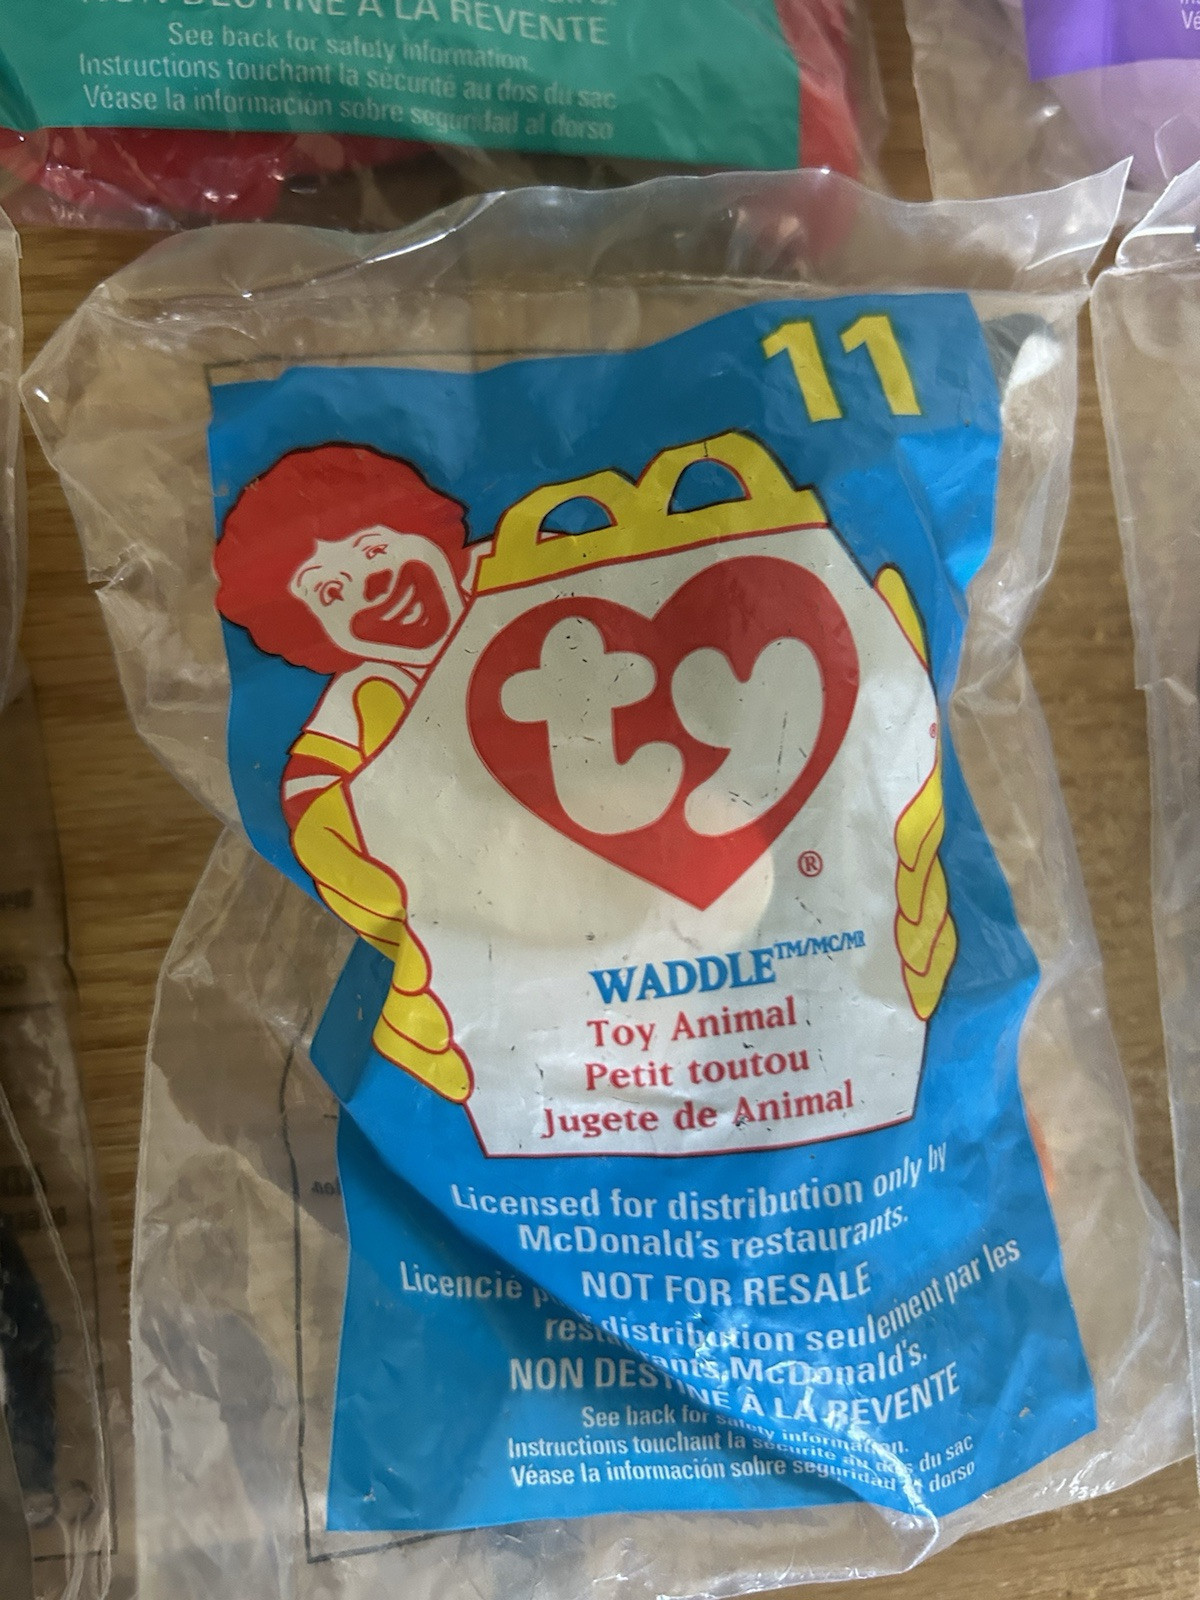 À LA REVENTE
See back for safety information.
Instructions touchant la sécurité au dos du sac
Véase la información sobre seguridad al dorso
11
ty
®
WADDLE™/MC/MR
Toy Animal
Petit toutou
Jugete de Animal
Licensed for distribution only by
McDonald's restaurants.
NOT FOR RESALE
Licencié distribution seulement par les
McDonald's.
NON DESTINÉ À LA REVENTE
See back for safety information.
Instructions touchant la sécurité au dos du sac
Véase la información sobre seguridad dorso